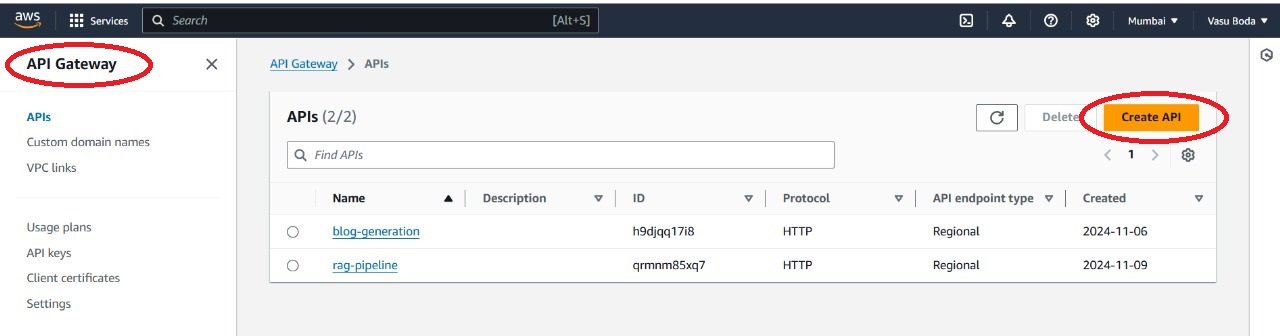 aws Services Search [Alt+S] Mumbai ▼ Vasu Boda ▼
API Gateway
APIs
Custom domain names
VPC links
Usage plans
API keys
Client certificates
Settings
API Gateway > APIs
APIs (2/2) Delete Create API
Find APIs
< 1 >
Name Description ID Protocol API endpoint type Created
blog-generation h9djqq17i8 HTTP Regional 2024-11-06
rag-pipeline qrmnm85xq7 HTTP Regional 2024-11-09